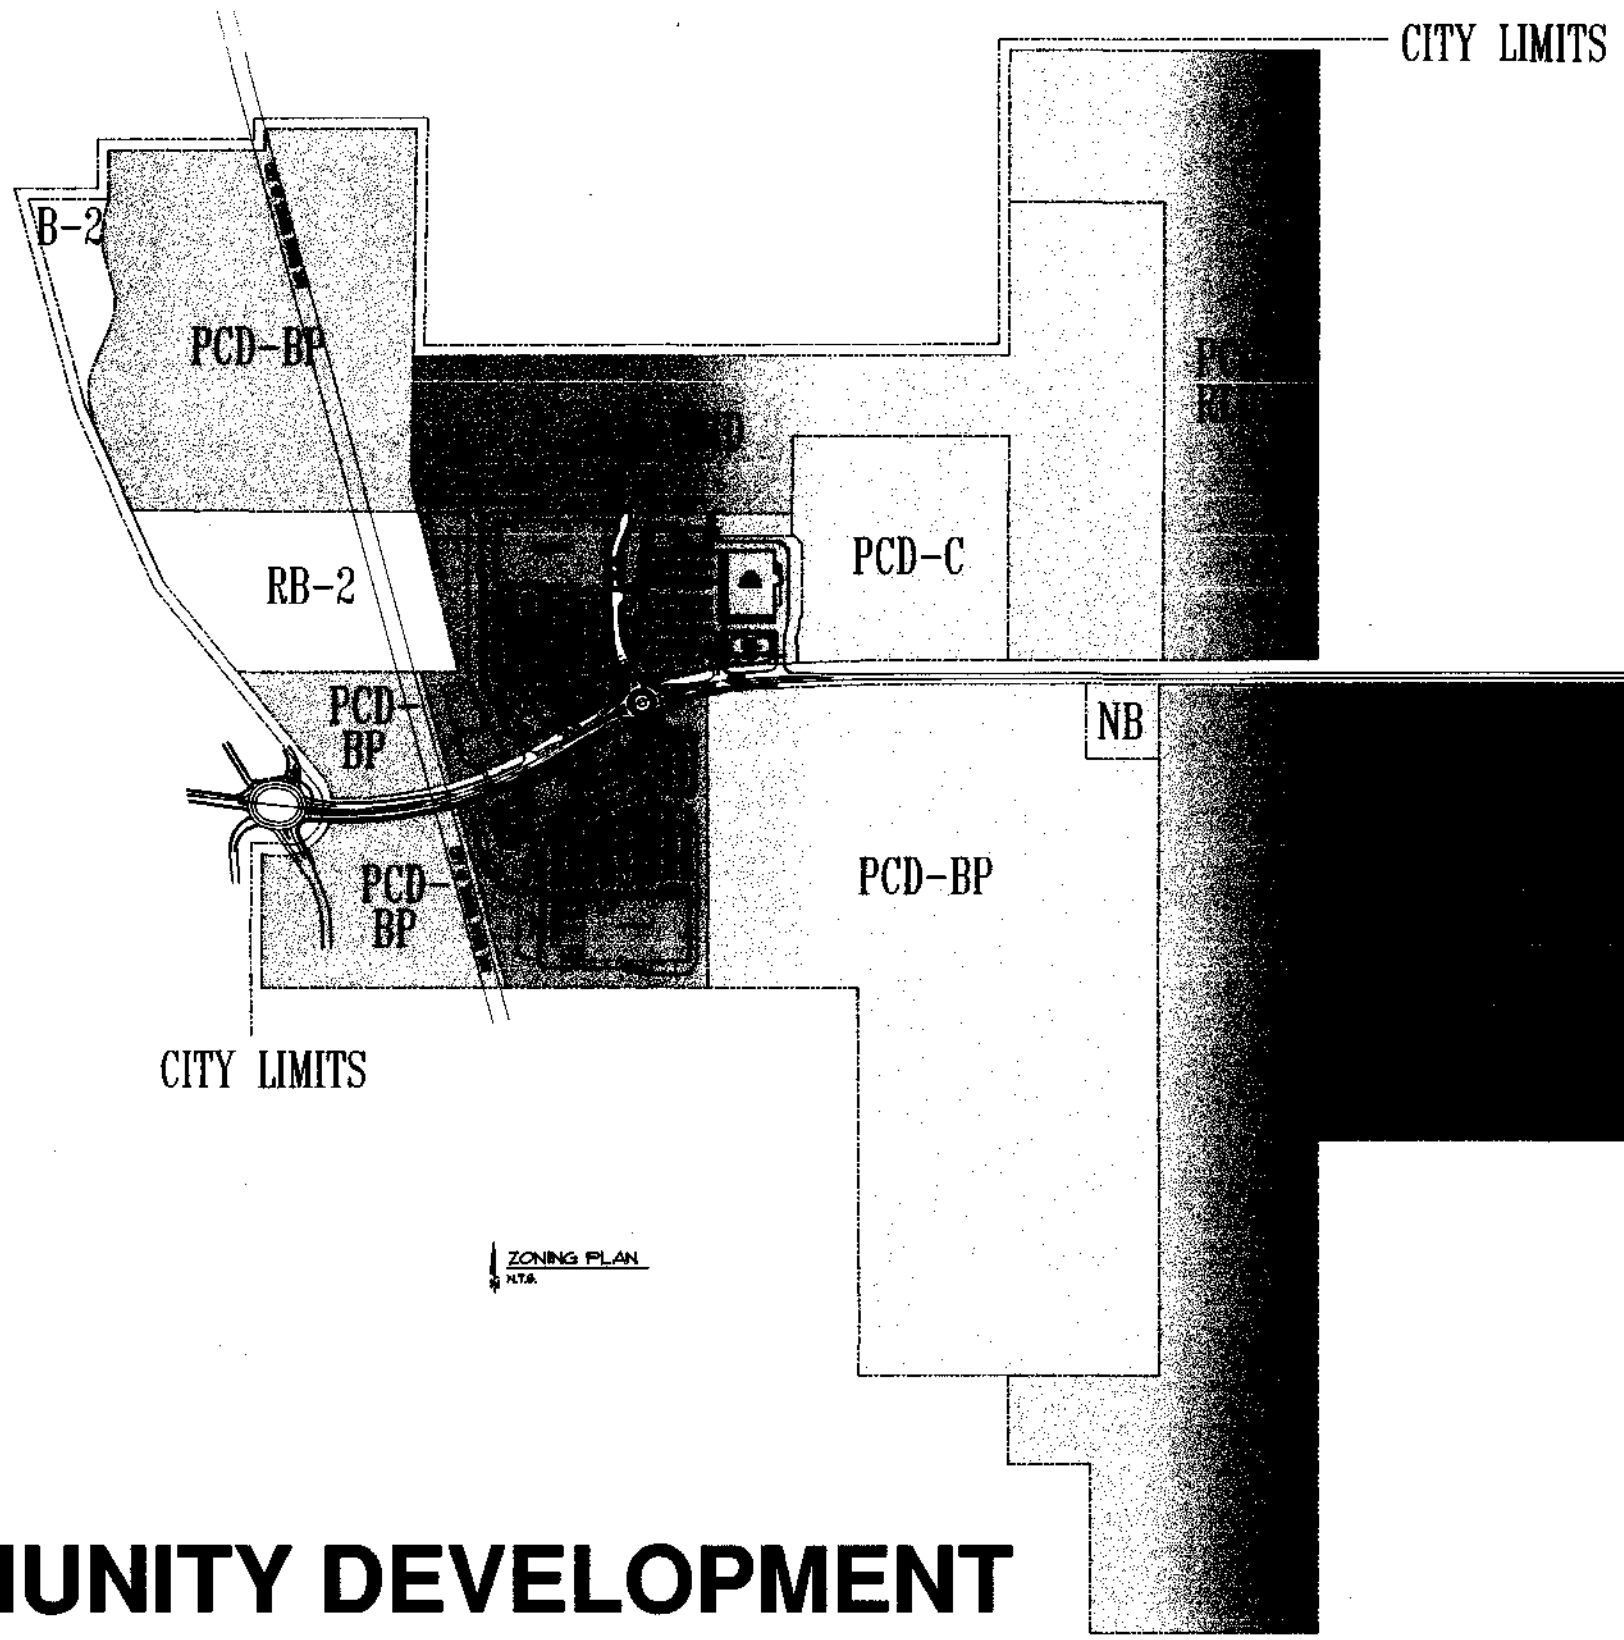 CITY LIMITS
B-2
PCD-BP
PCD-C
RB-2
PCD-
BP
NB
PCD-
BP
PCD-BP
CITY LIMITS
ZONING PLAN
N.T.S.
MUNITY DEVELOPMENT